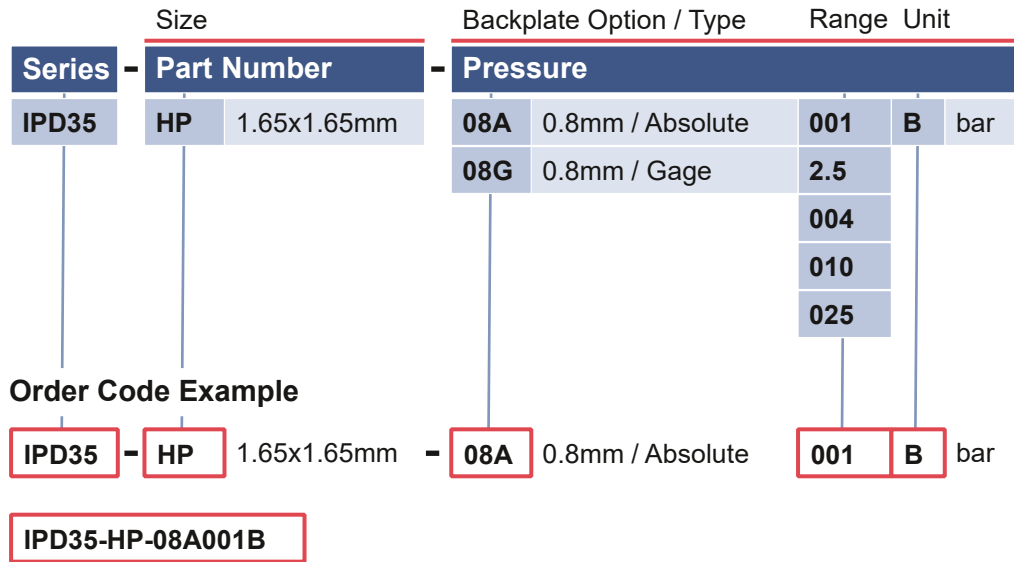 Size Backplate Option / Type Range Unit
Series - Part Number - Pressure
IPD35 HP 1.65x1.65mm 08A 0.8mm / Absolute 001 B bar
08G 0.8mm / Gage 2.5
004
010
025
Order Code Example
IPD35 - HP 1.65x1.65mm - 08A 0.8mm / Absolute 001 B bar
IPD35-HP-08A001B